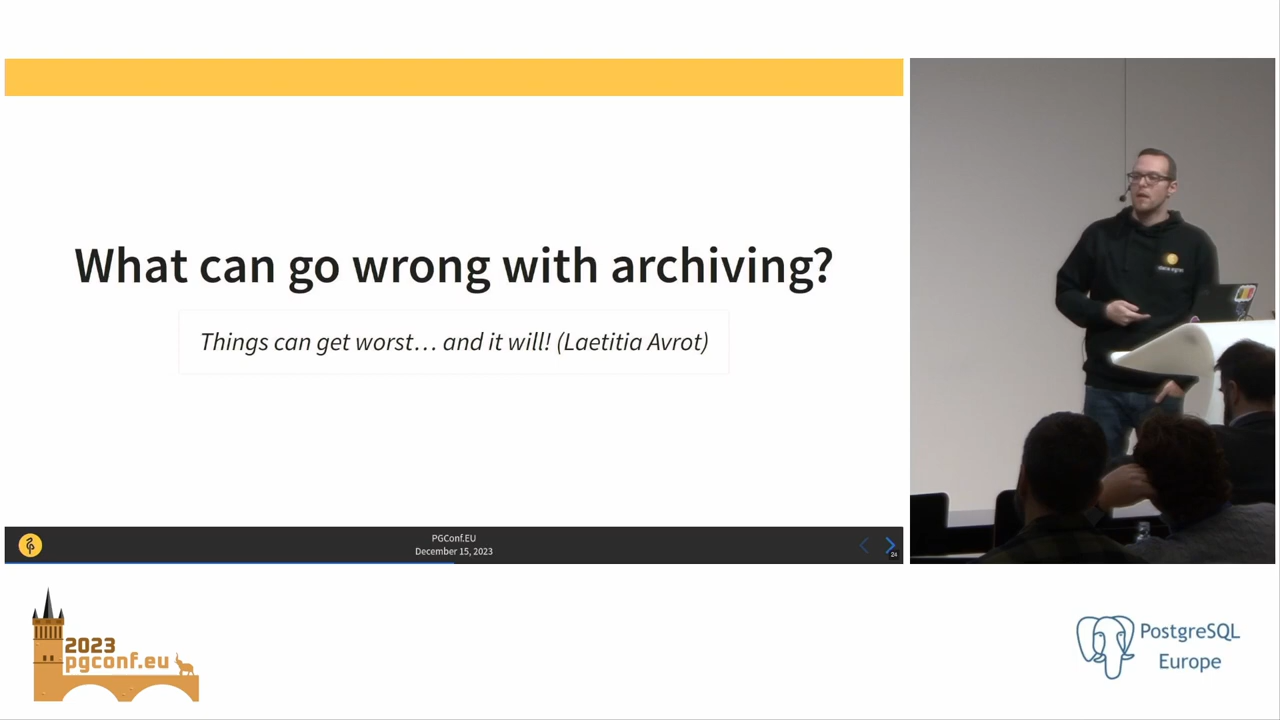 What can go wrong with archiving?
Things can get worst… and it will! (Laetitia Avrot)
PGConf.EU
December 15, 2023
24
2023
pgconf.eu
PostgreSQL
Europe